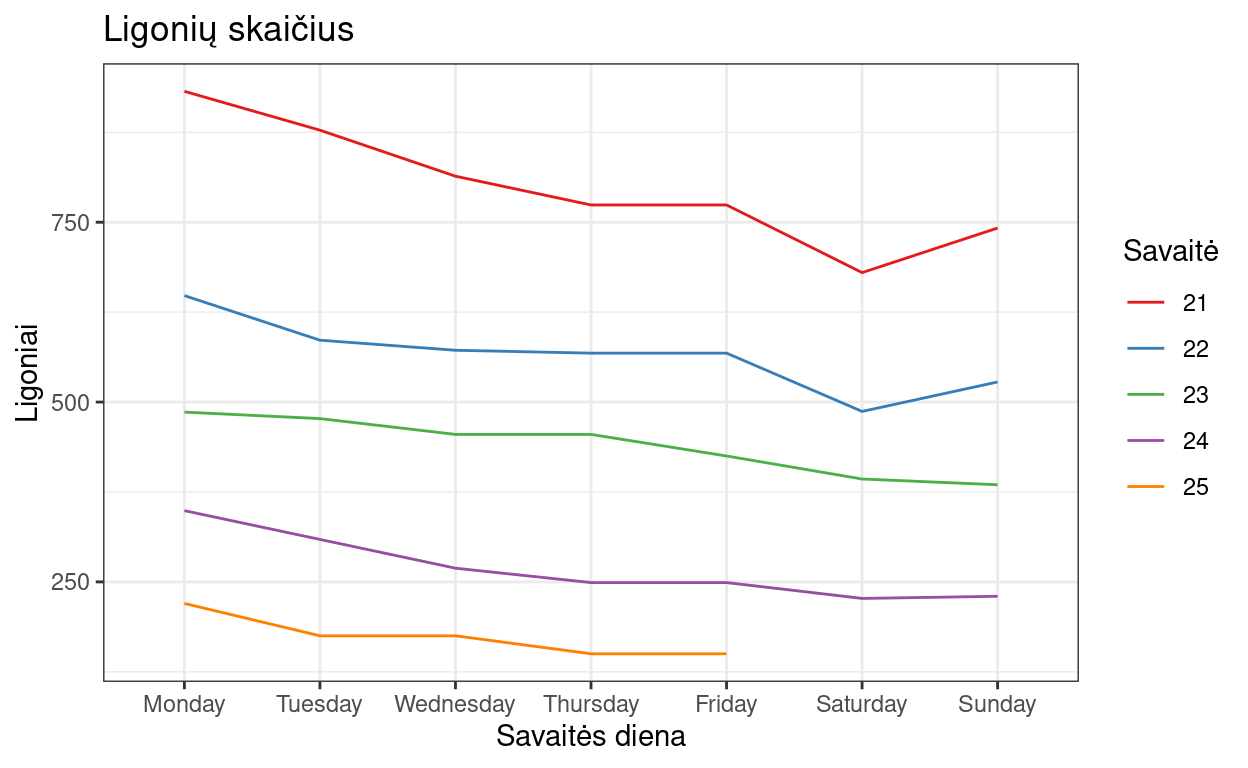 Ligonių skaičius
Ligoniai
750
500
250
Monday Tuesday Wednesday Thursday Friday Saturday Sunday
Savaitės diena
Savaitė
21
22
23
24
25